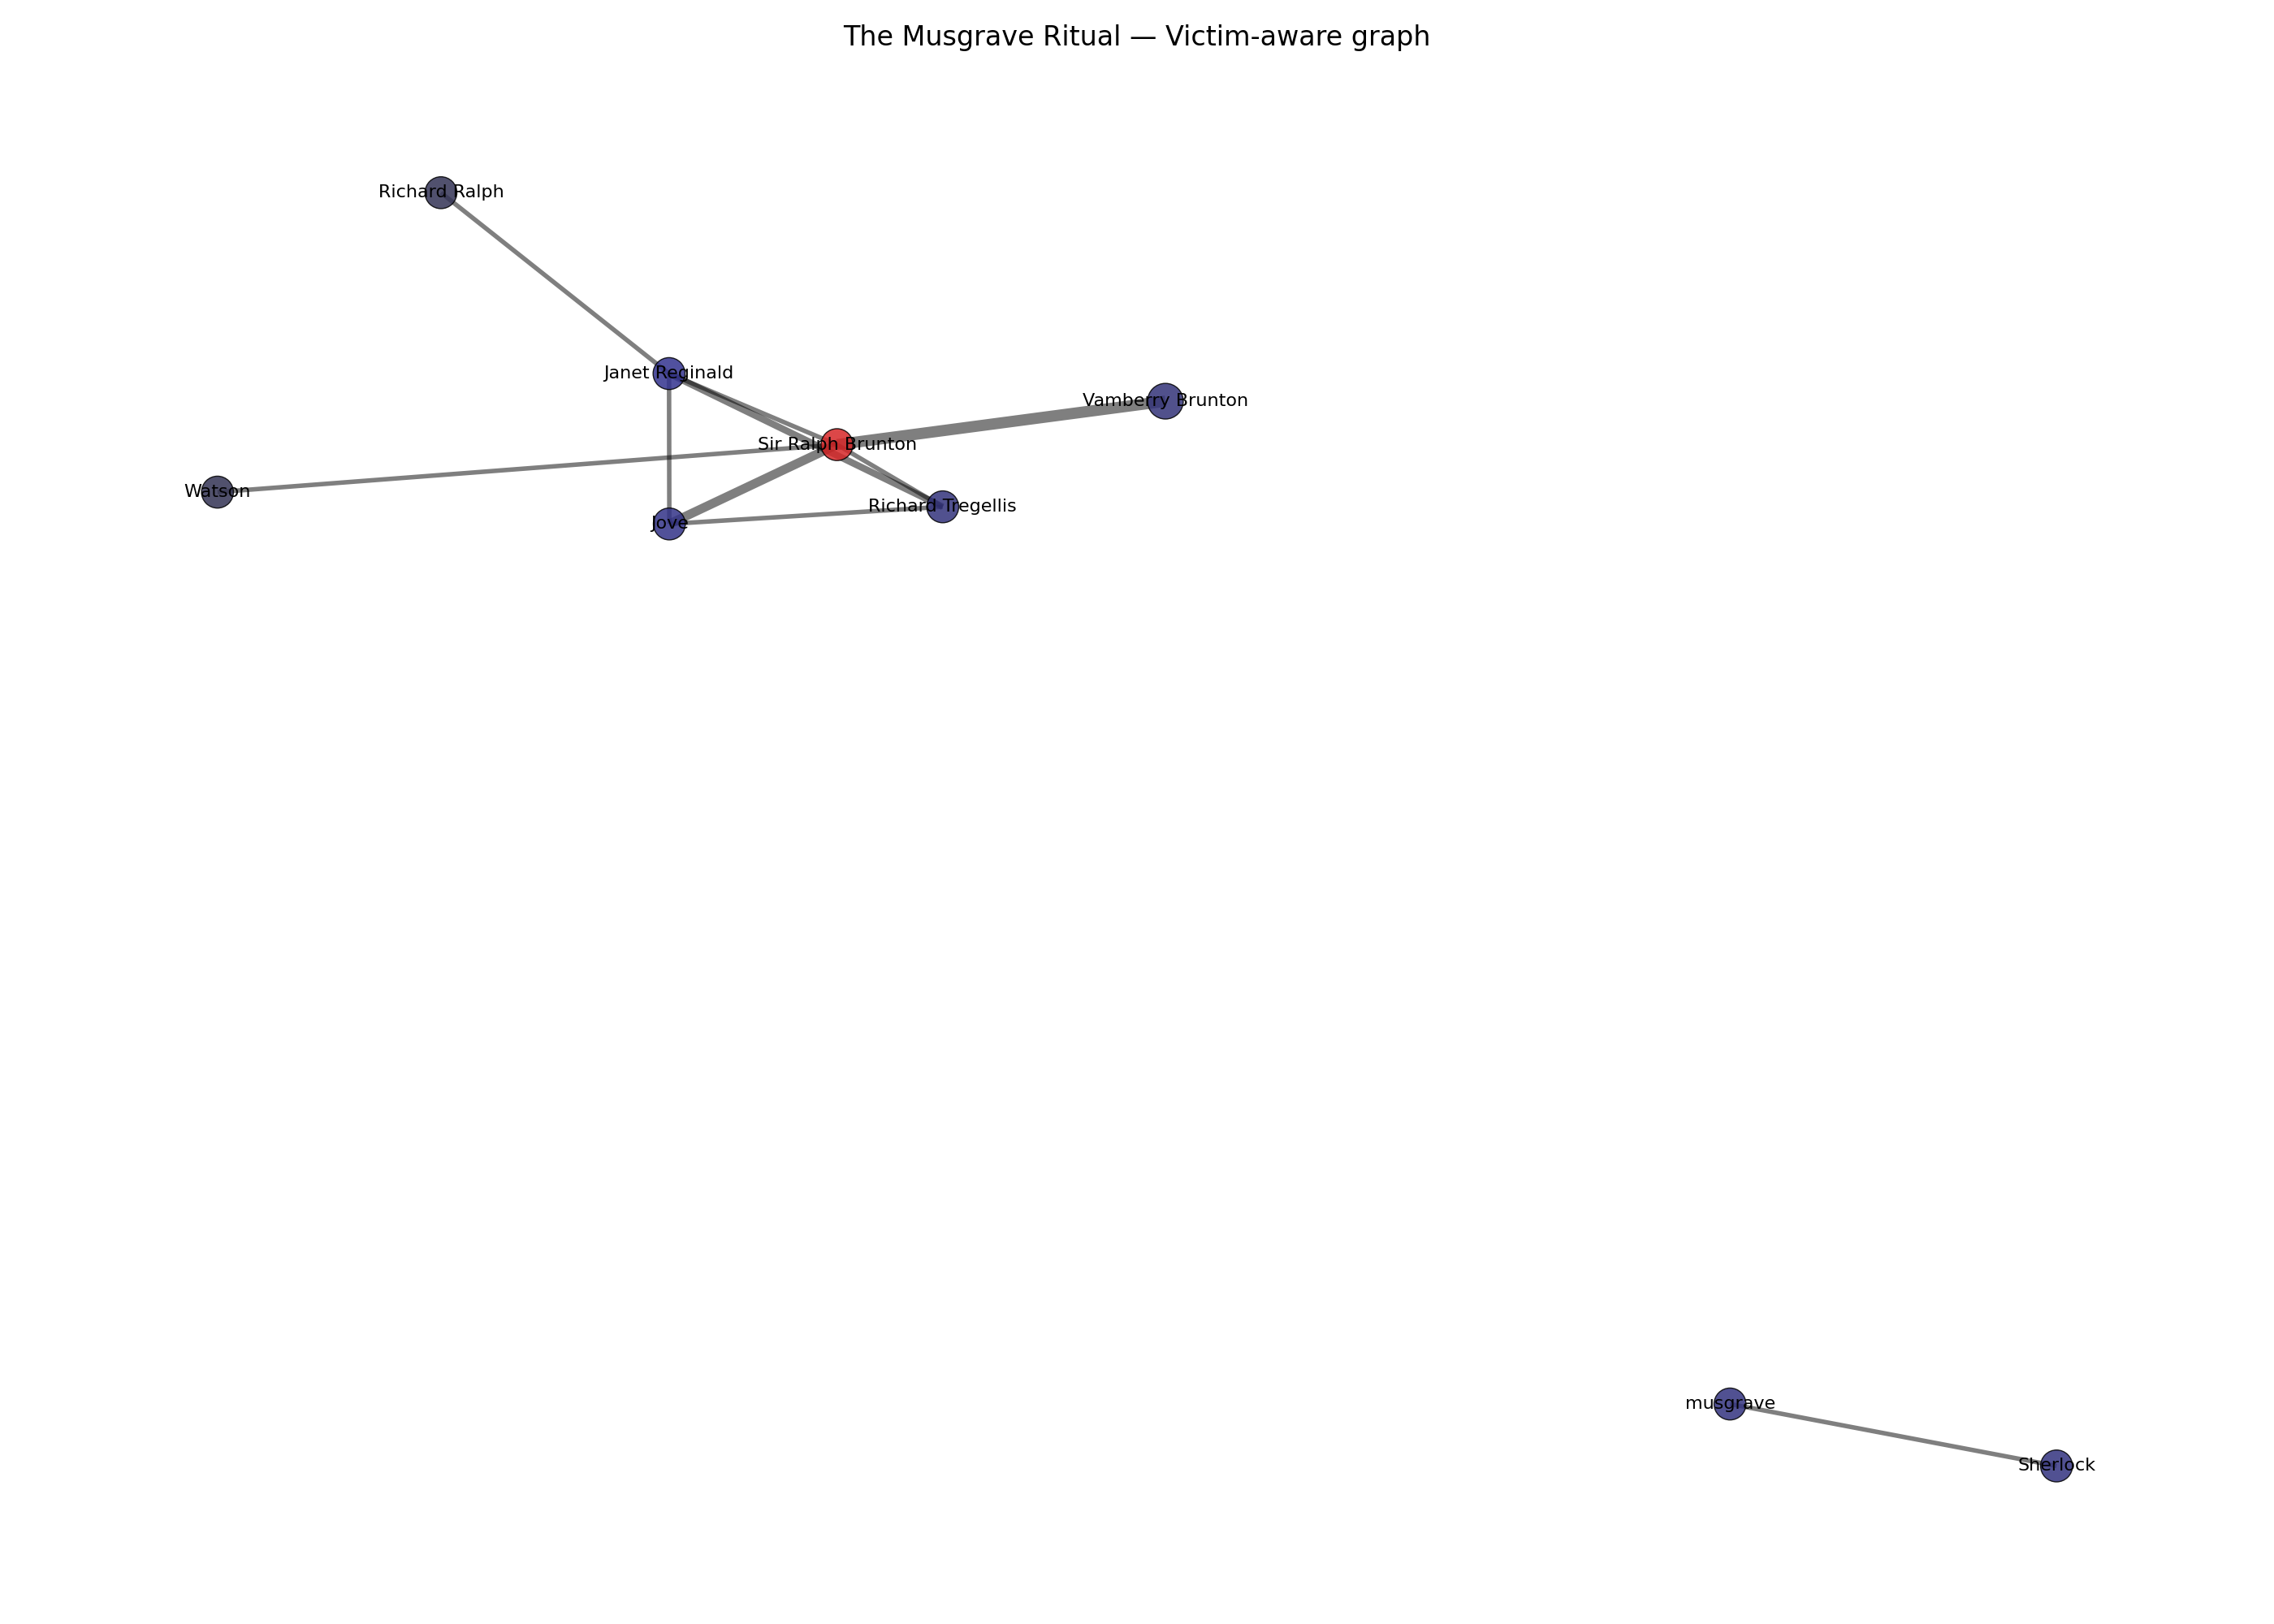 The Musgrave Ritual — Victim-aware graph
Richard Ralph
Janet Reginald
Vamberry Brunton
Sir Ralph Brunton
Watson
Richard Tregellis
Jove
musgrave
Sherlock